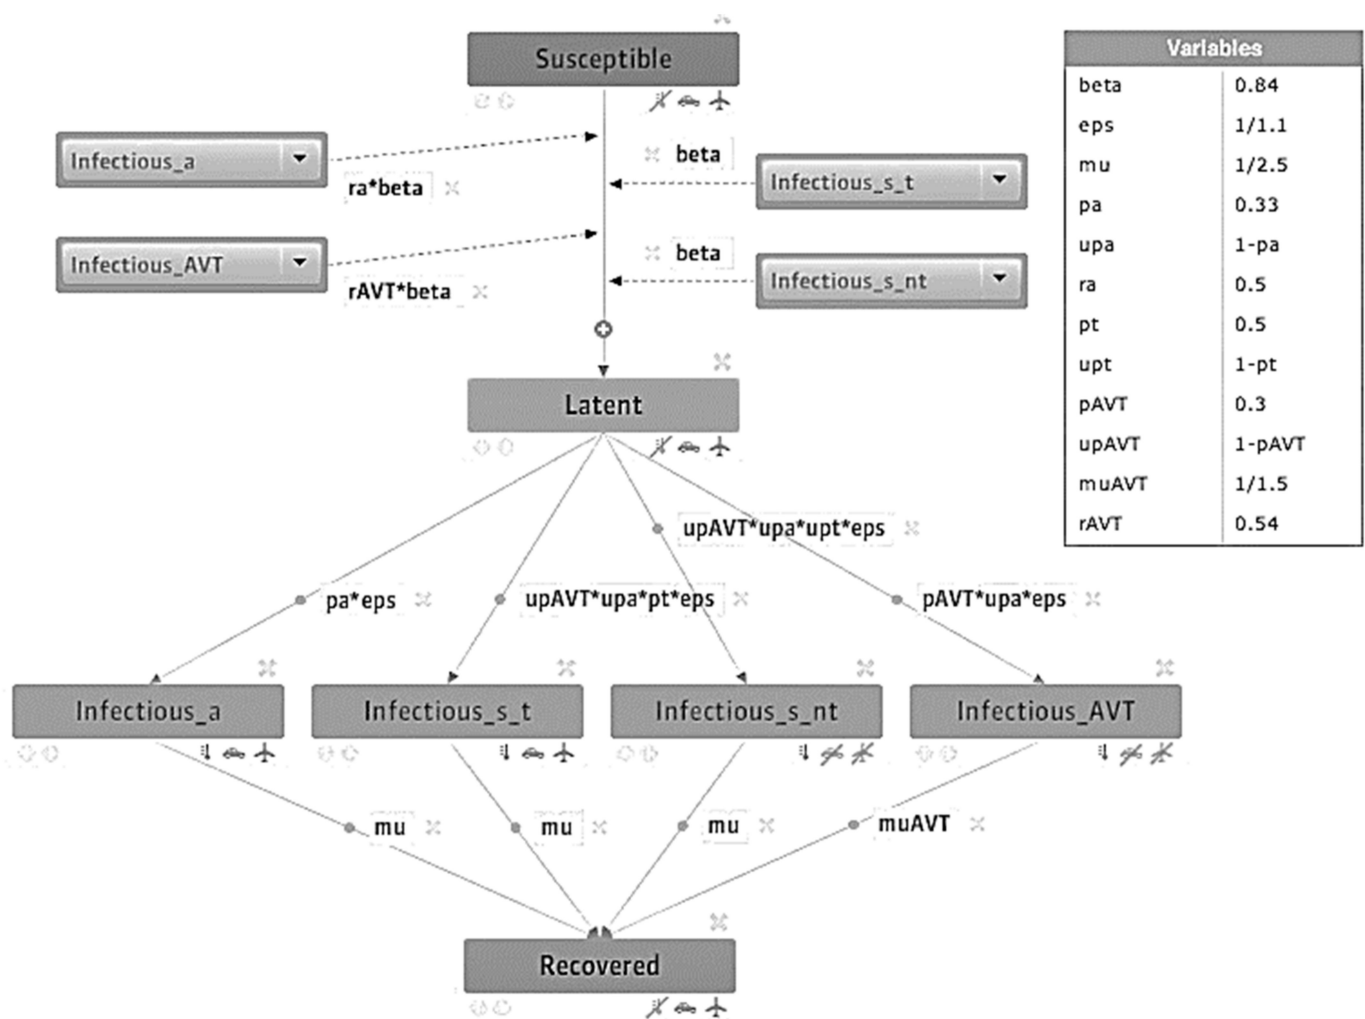 Susceptible
Variables
beta 0.84
eps 1/1.1
mu 1/2.5
pa 0.33
upa 1-pa
ra 0.5
pt 0.5
upt 1-pt
pAVT 0.3
upAVT 1-pAVT
muAVT 1/1.5
rAVT 0.54
Infectious_a
ra*beta
beta
Infectious_s_t
Infectious_AVT
rAVT*beta
beta
Infectious_s_nt
Latent
upAVT*upa*upt*eps
pa*eps
upAVT*upa*pt*eps
pAVT*upa*eps
Infectious_a
Infectious_s_t
Infectious_s_nt
Infectious_AVT
mu
mu
mu
muAVT
Recovered